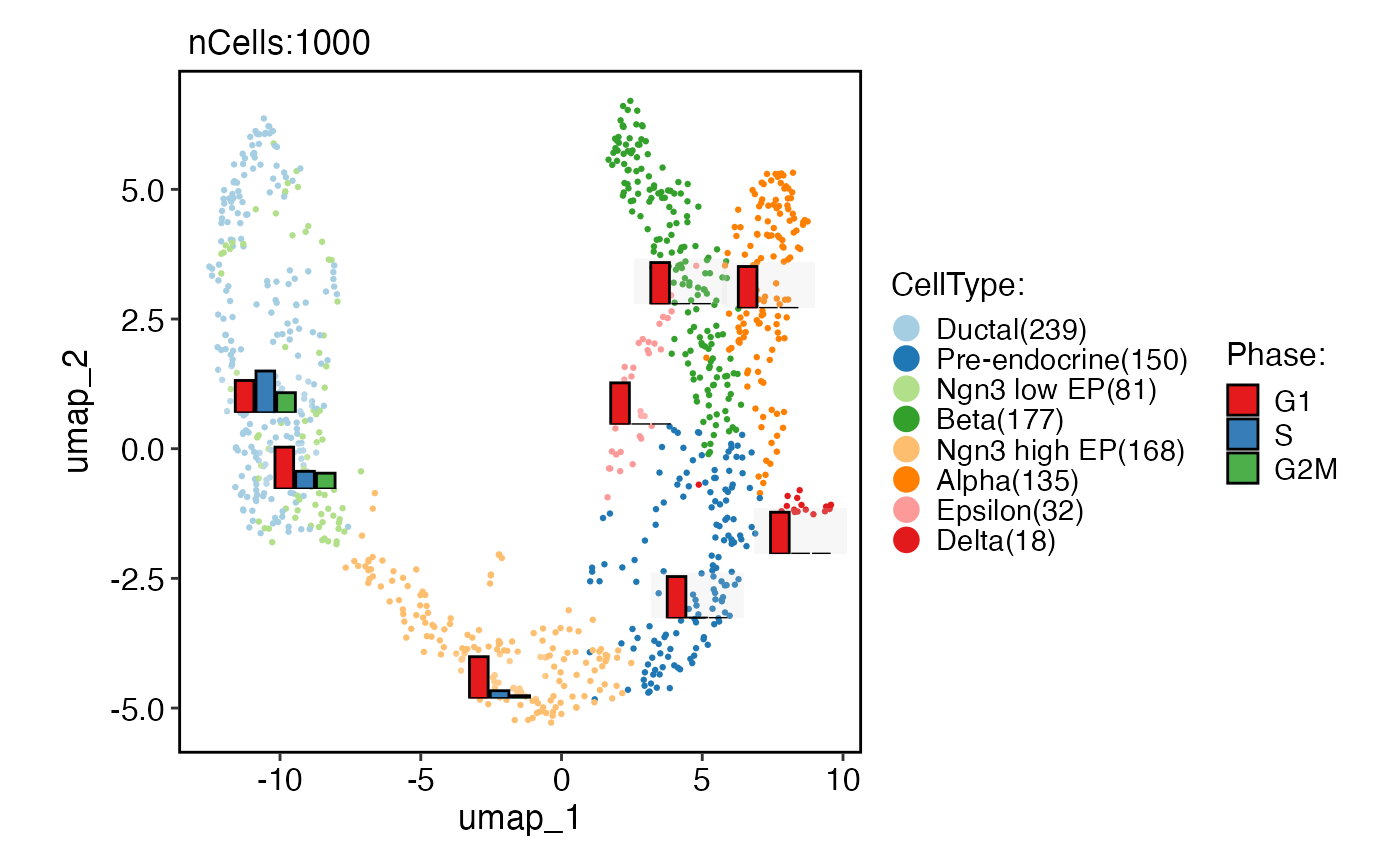 nCells:1000
5.0
2.5
0.0
-2.5
-5.0
umap_2
-10
-5
0
5
10
umap_1
CellType:
Ductal(239)
Pre-endocrine(150)
Ngn3 low EP(81)
Beta(177)
Ngn3 high EP(168)
Alpha(135)
Epsilon(32)
Delta(18)
Phase:
G1
S
G2M